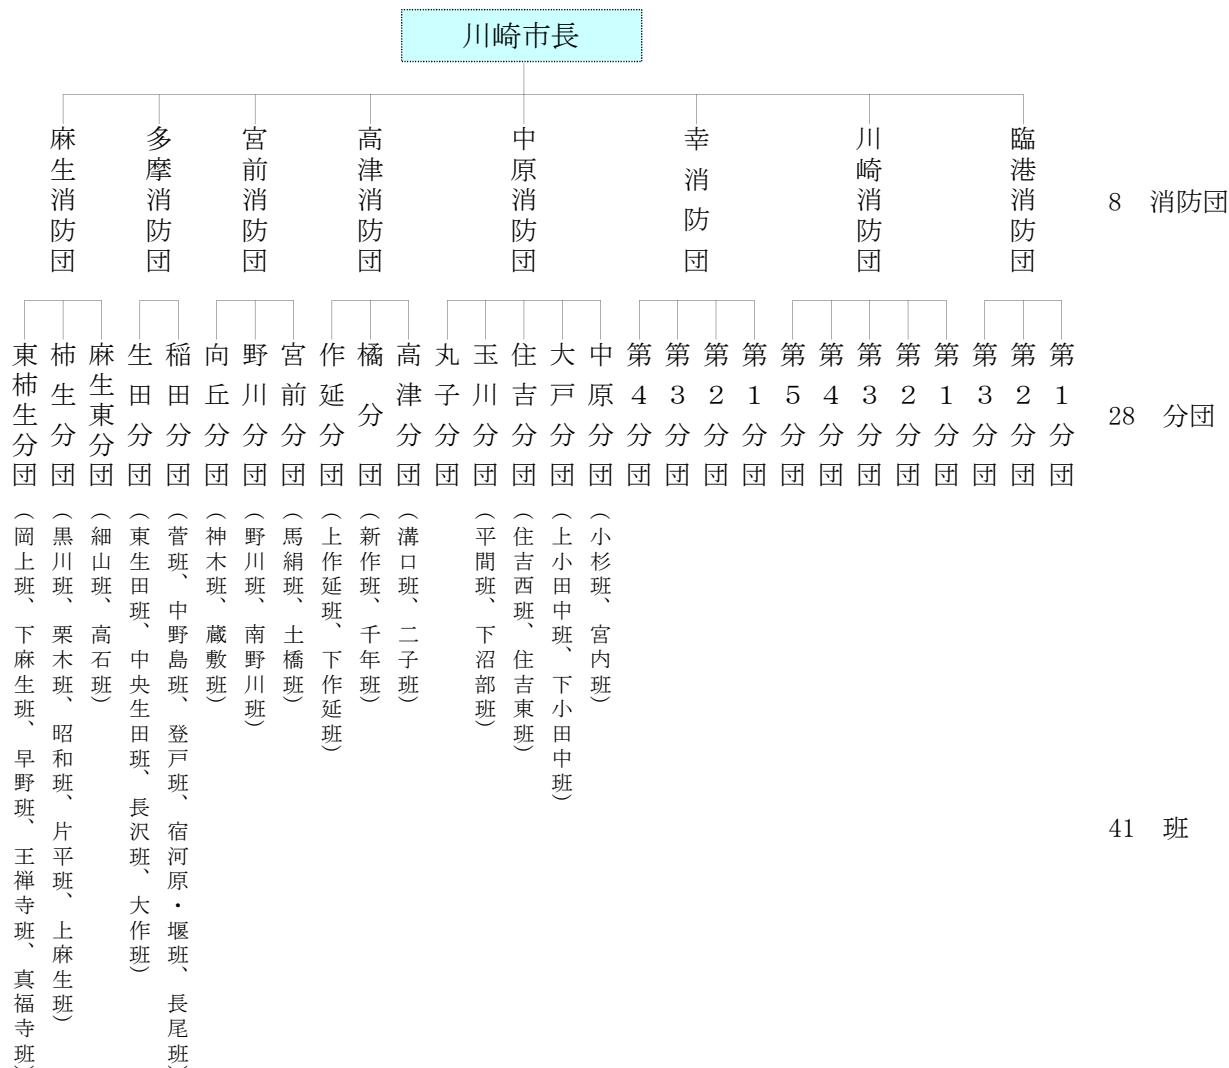 川崎市長
臨港消防団
川崎消防団
幸消防団
中原消防団
高津消防団
宮前消防団
多摩消防団
麻生消防団
8 消防団
第1分団
第2分団
第3分団
第1分団
第2分団
第3分団
第4分団
第5分団
第1分団
第2分団
第3分団
第4分団
中原分団
大戸分団
住吉分団
玉川分団
丸子分団
高津分団
橘分団
作延分団
宮前分団
野川分団
向丘分団
稲田分団
生田分団
麻生東分団
柿生分団
東柿生分団
28 分団
(小杉班、宮内班)
(上小田中班、下小田中班)
(住吉西班、住吉東班)
(平間班、下沼部班)
(溝口班、二子班)
(新作班、千年班)
(上作延班、下作延班)
(馬絹班、土橋班)
(野川班、南野川班)
(神木班、蔵敷班)
(菅班、中野島班、登戸班、宿河原・堰班、長尾班)
(東生田班、中央生田班、長沢班、大作班)
(細山班、高石班)
(黒川班、栗木班、昭和班、片平班、上麻生班)
(岡上班、下麻生班、早野班、王禅寺班、真福寺班)
41 班